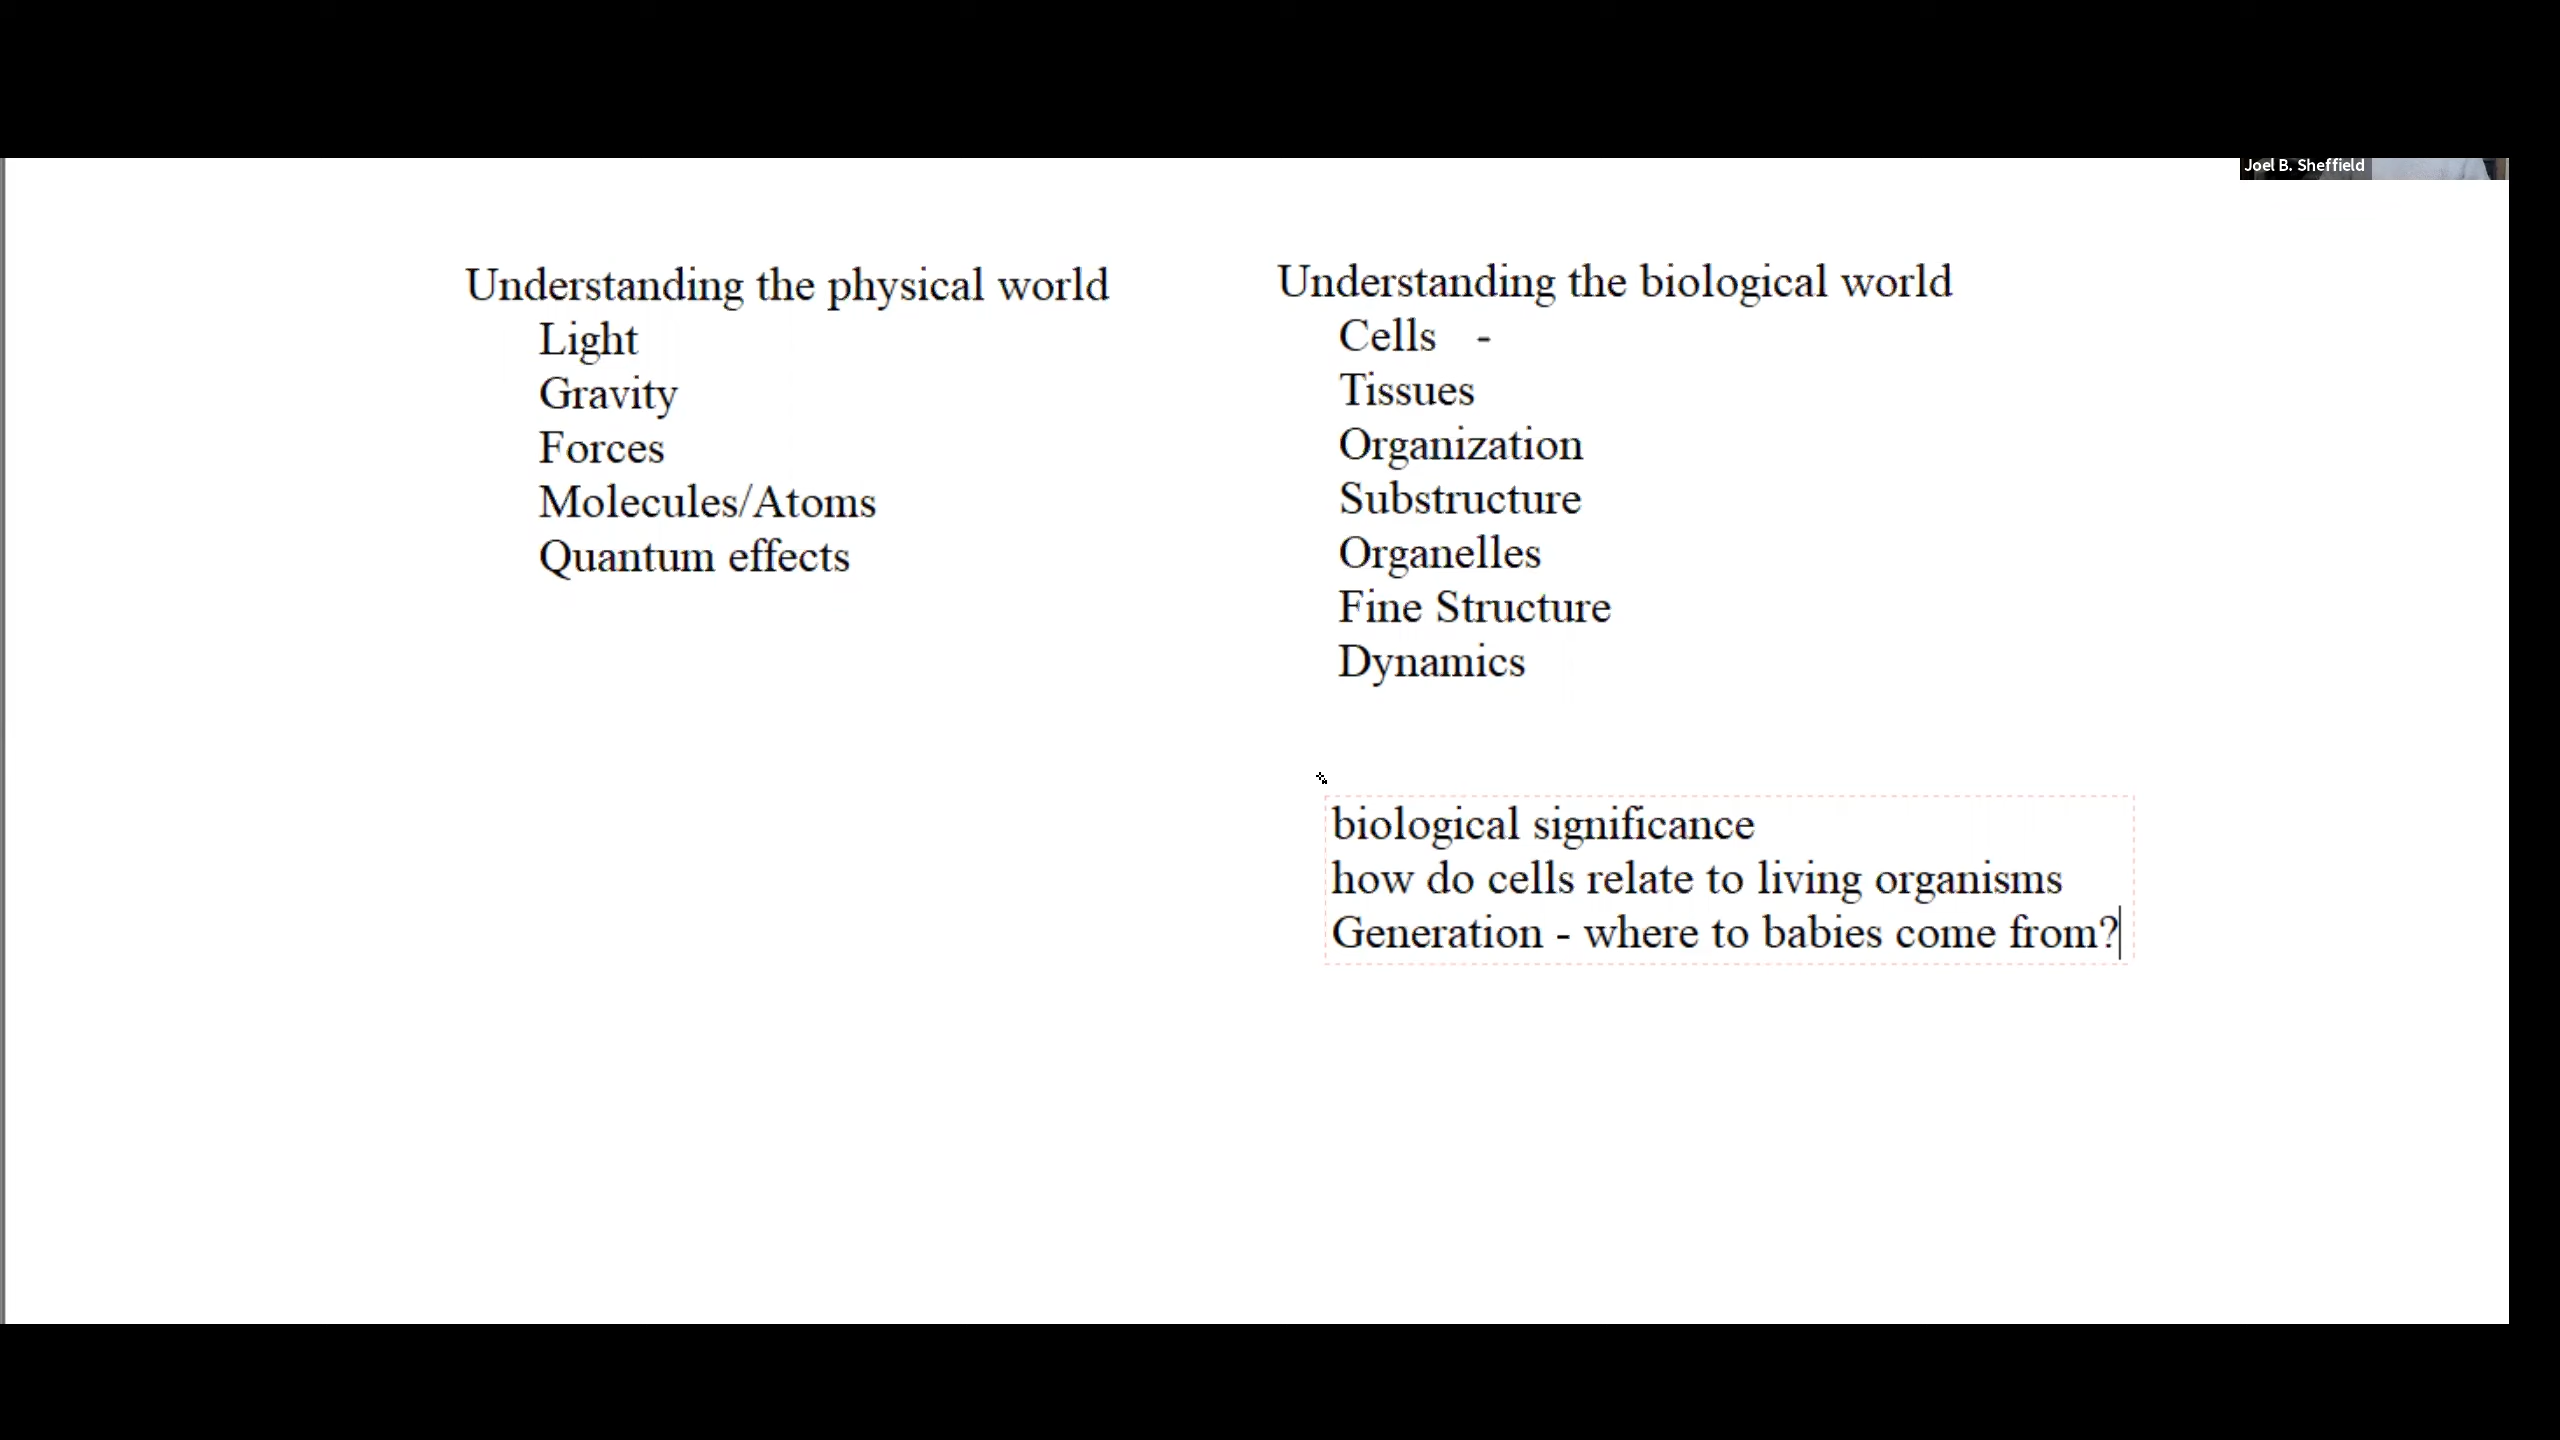 Joel B. Sheffield
Understanding the physical world
Light
Gravity
Forces
Molecules/Atoms
Quantum effects
Understanding the biological world
Cells -
Tissues
Organization
Substructure
Organelles
Fine Structure
Dynamics
biological significance
how do cells relate to living organisms
Generation - where to babies come from?